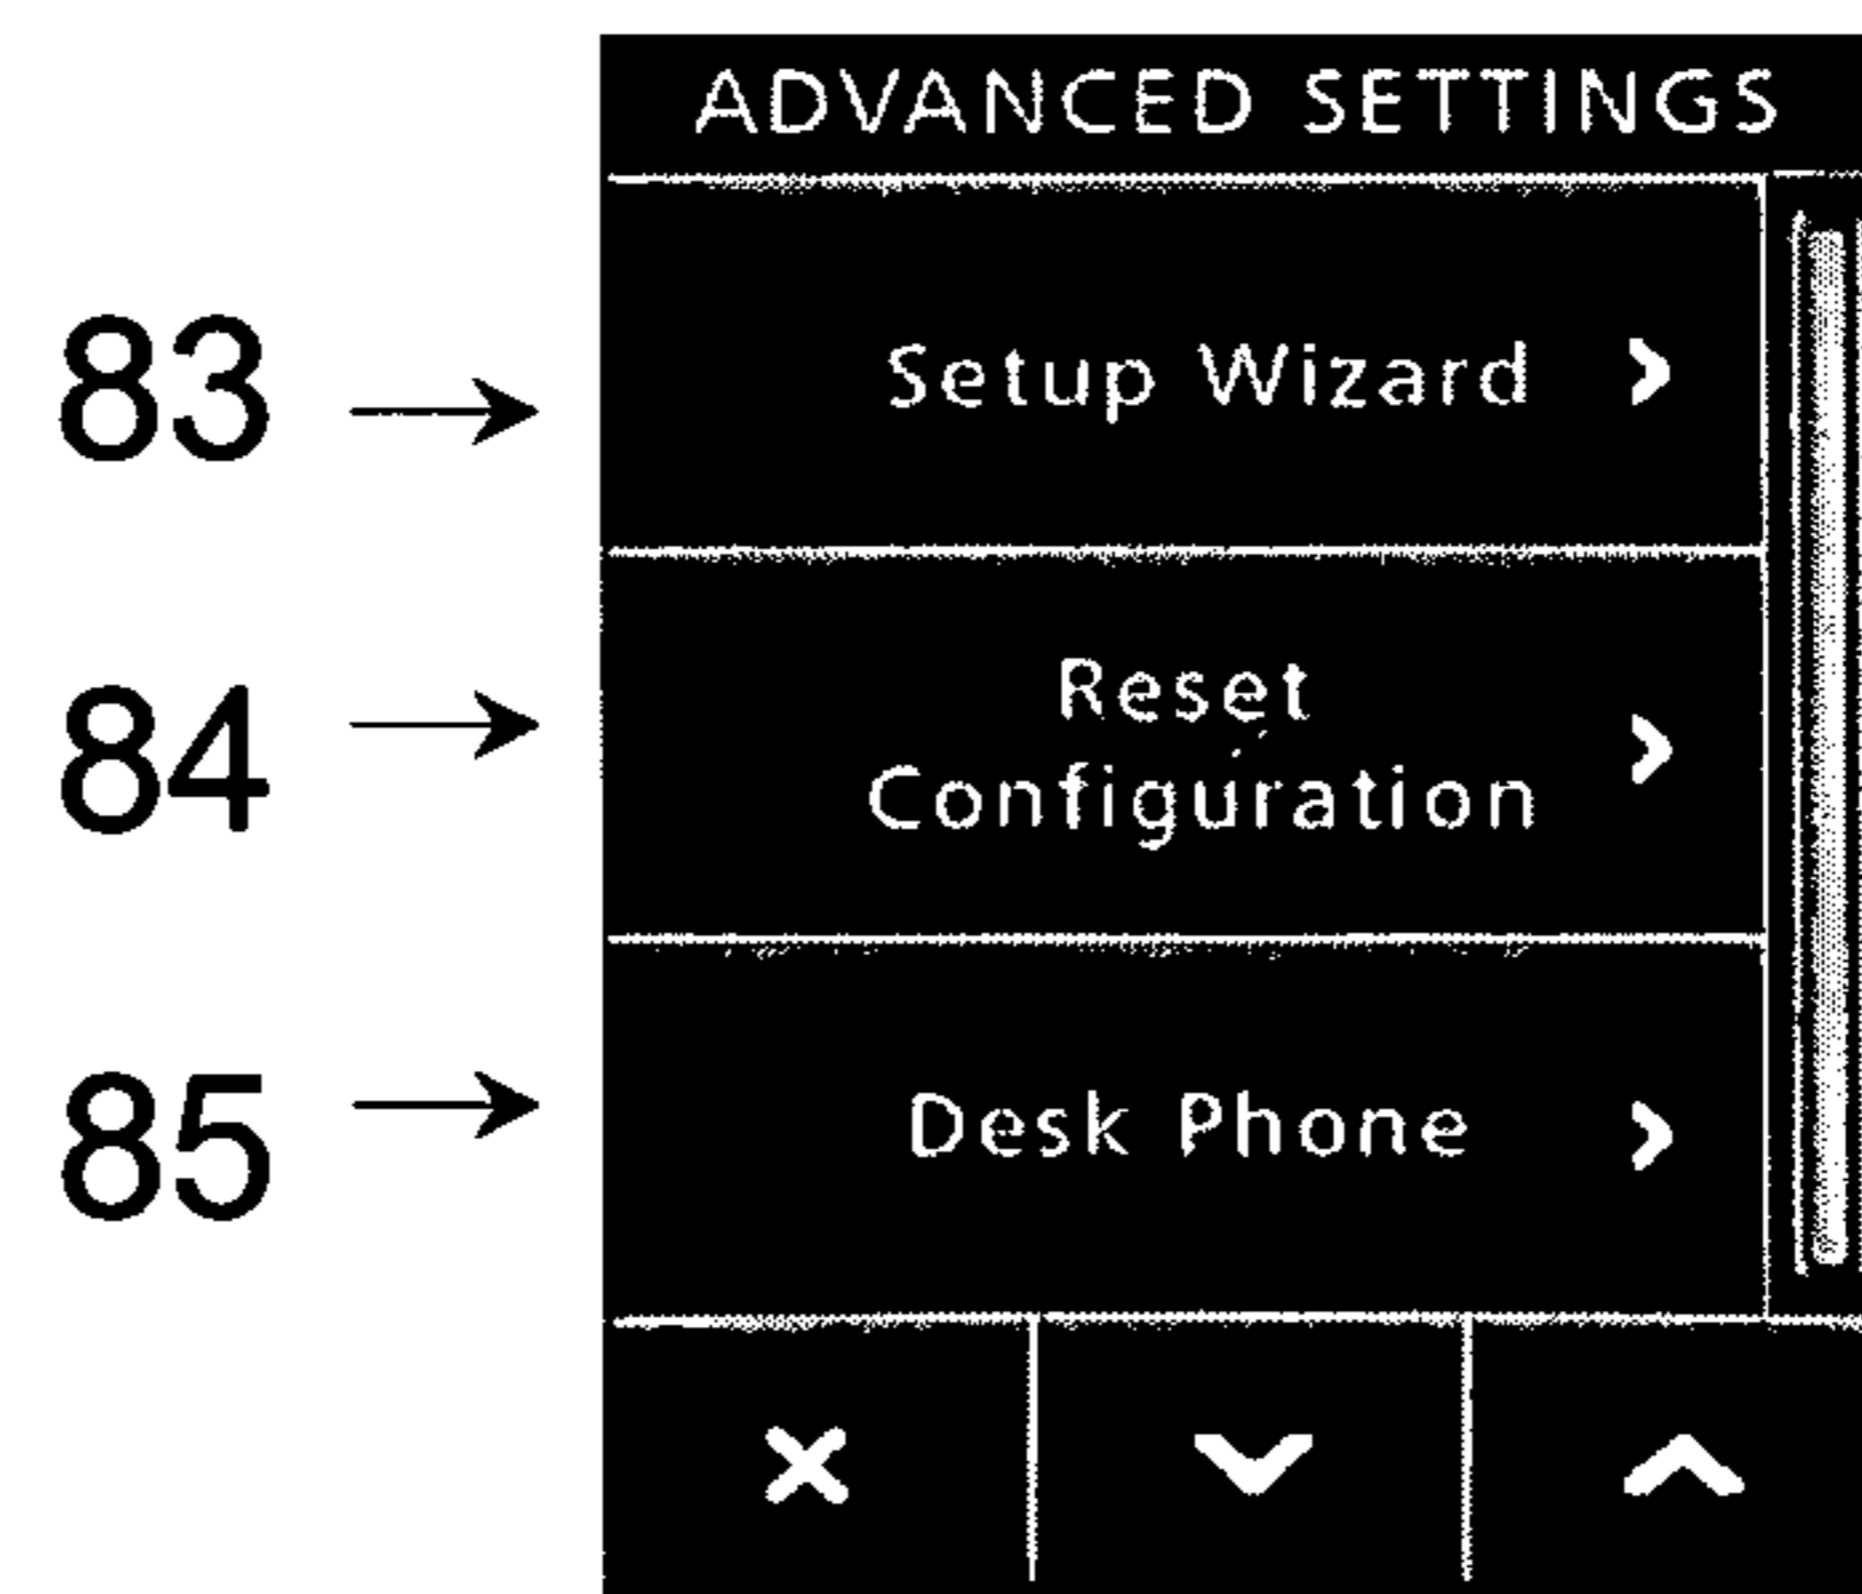 ADVANCED SETTINGS
83
Setup Wizard >
84
Reset
Configuration >
85
Desk Phone >